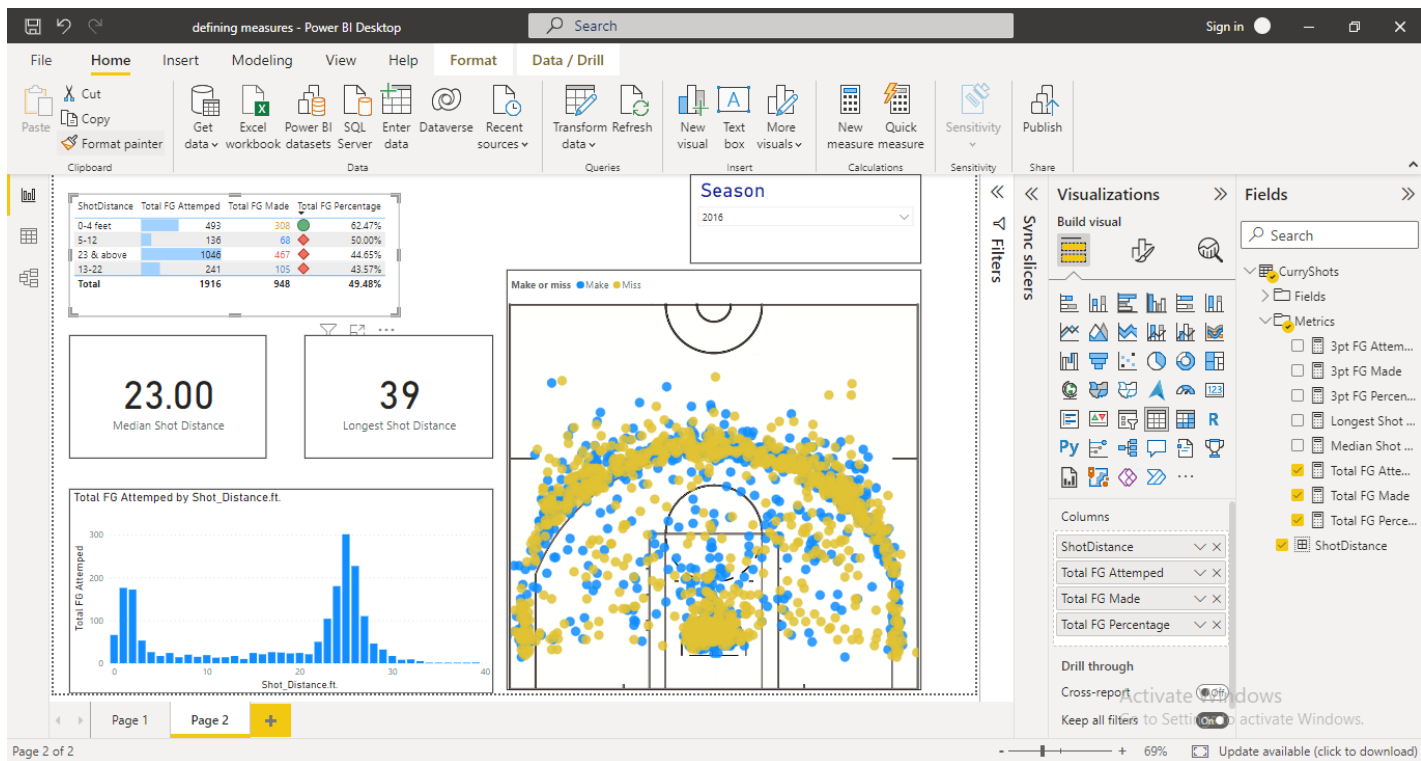 defining measures - Power BI Desktop
Search
Sign in
File Home Insert Modeling View Help Format Data / Drill
Paste
Cut
Copy
Format painter
Clipboard
Get data
Excel workbook
Power BI datasets
SQL Server
Enter data
Dataverse
Recent sources
Data
Transform data
Refresh
Queries
New visual
Text box
More visuals
Insert
New measure
Quick measure
Calculations
Sensitivity
Sensitivity
Publish
Share
ShotDistance Total FG Attemped Total FG Made Total FG Percentage
0-4 feet 493 308 62.47%
5-12 136 68 50.00%
23 & above 1046 467 44.65%
13-22 241 105 43.57%
Total 1916 948 49.48%
Season
2016
23.00
Median Shot Distance
39
Longest Shot Distance
Make or miss Make Miss
Total FG Attemped by Shot_Distance.ft.
Total FG Attemped
300
200
100
0
0 10 20 30 40
Shot_Distance.ft.
Filters
Sync slicers
Visualizations
Build visual
123
R
Py
Columns
ShotDistance
Total FG Attemped
Total FG Made
Total FG Percentage
Drill through
Cross-report Off
Keep all filters On
Fields
Search
CurryShots
Fields
Metrics
3pt FG Attem...
3pt FG Made
3pt FG Percen...
Longest Shot ...
Median Shot ...
Total FG Atte...
Total FG Made
Total FG Perce...
ShotDistance
Activate Windows
Go to Settings to activate Windows.
Page 1 Page 2
Page 2 of 2
- + 69% Update available (click to download)